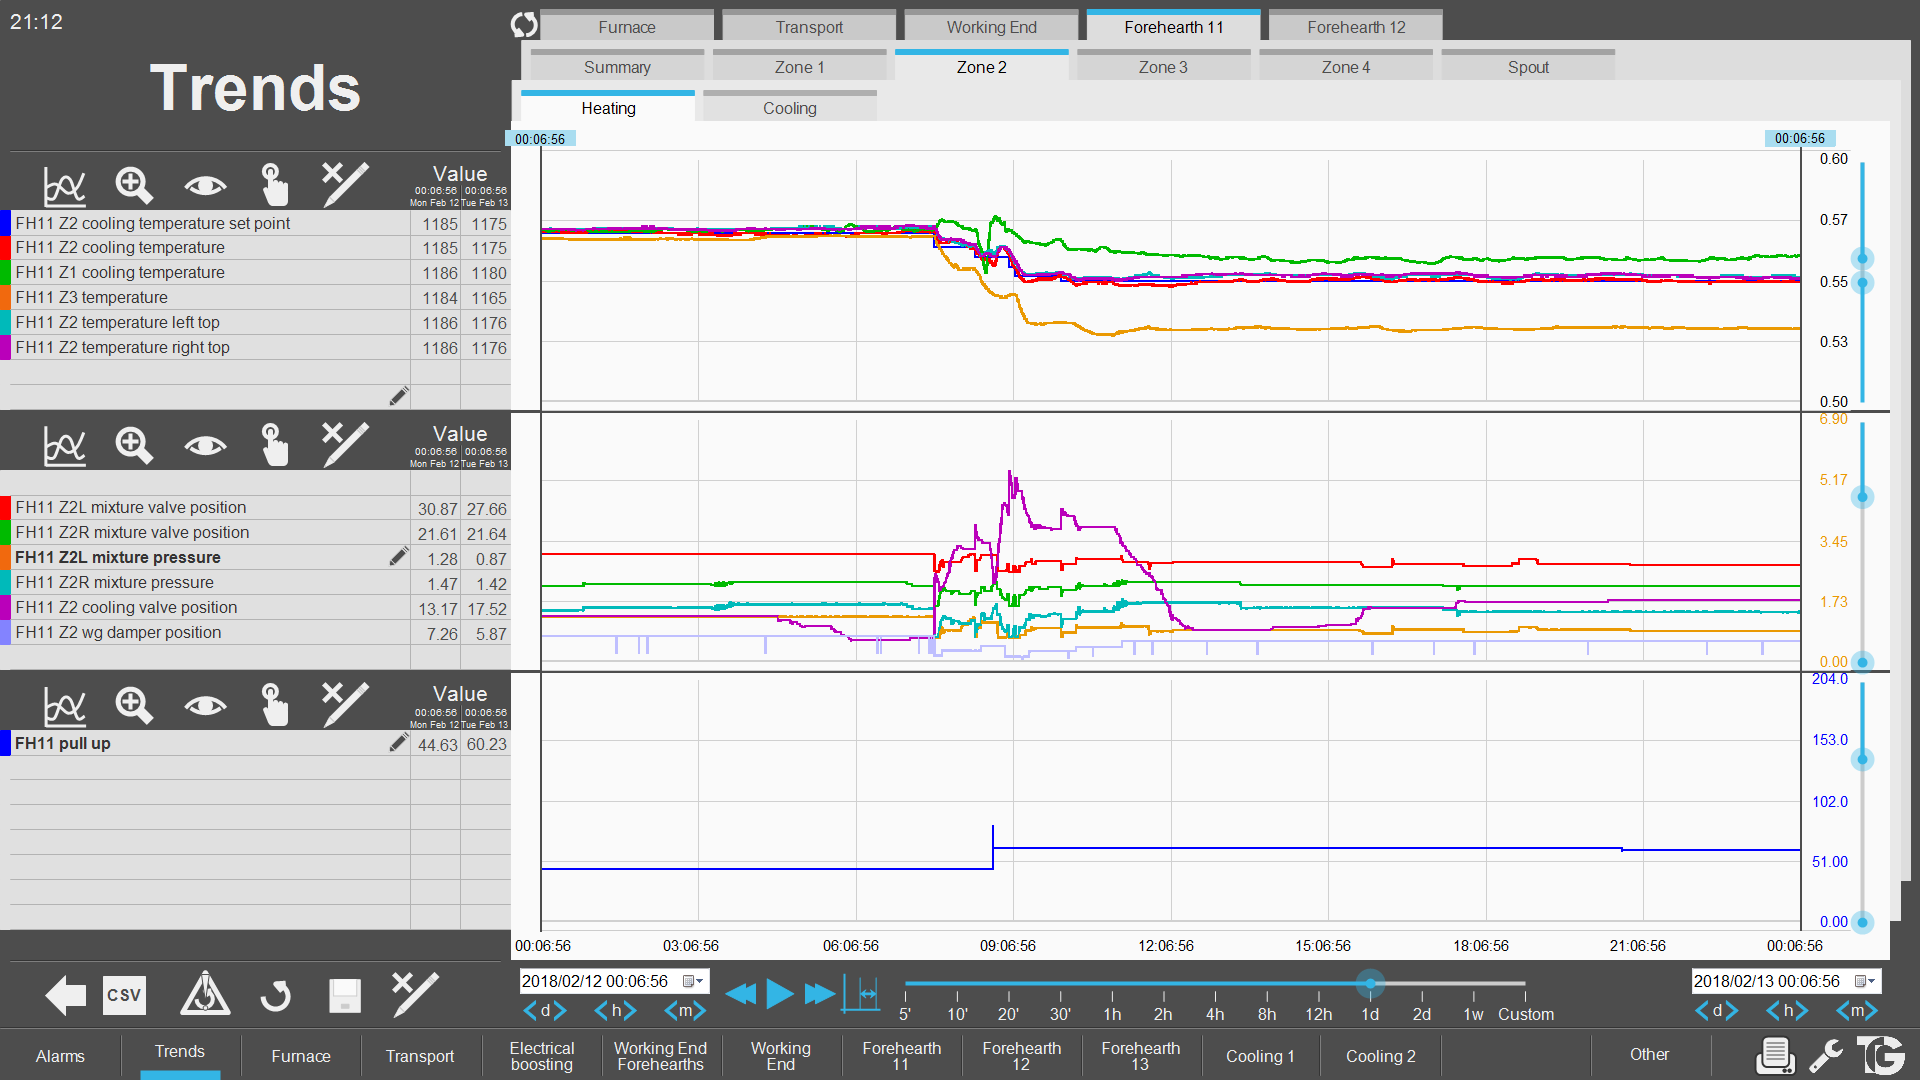 21:12
Trends
Furnace
Transport
Working End
Forehearth 11
Forehearth 12
Summary
Zone 1
Zone 2
Zone 3
Zone 4
Spout
Heating
Cooling
00:06:56
00:06:56
Value
00:06:56 00:06:56
Mon Feb 12 Tue Feb 13
FH11 Z2 cooling temperature set point 1185 1175
FH11 Z2 cooling temperature 1185 1175
FH11 Z1 cooling temperature 1186 1180
FH11 Z3 temperature 1184 1165
FH11 Z2 temperature left top 1186 1176
FH11 Z2 temperature right top 1186 1176
0.60
0.57
0.55
0.53
0.50
Value
00:06:56 00:06:56
Mon Feb 12 Tue Feb 13
FH11 Z2L mixture valve position 30.87 27.66
FH11 Z2R mixture valve position 21.61 21.64
FH11 Z2L mixture pressure 1.28 0.87
FH11 Z2R mixture pressure 1.47 1.42
FH11 Z2 cooling valve position 13.17 17.52
FH11 Z2 wg damper position 7.26 5.87
6.90
5.17
3.45
1.73
0.00
Value
00:06:56 00:06:56
Mon Feb 12 Tue Feb 13
FH11 pull up 44.63 60.23
204.0
153.0
102.0
51.00
0.00
00:06:56 03:06:56 06:06:56 09:06:56 12:06:56 15:06:56 18:06:56 21:06:56 00:06:56
CSV
2018/02/12 00:06:56
d h m
5' 10' 20' 30' 1h 2h 4h 8h 12h 1d 2d 1w Custom
2018/02/13 00:06:56
d h m
Alarms
Trends
Furnace
Transport
Electrical
boosting
Working End
Forehearths
Working
End
Forehearth
11
Forehearth
12
Forehearth
13
Cooling 1
Cooling 2
Other
TG